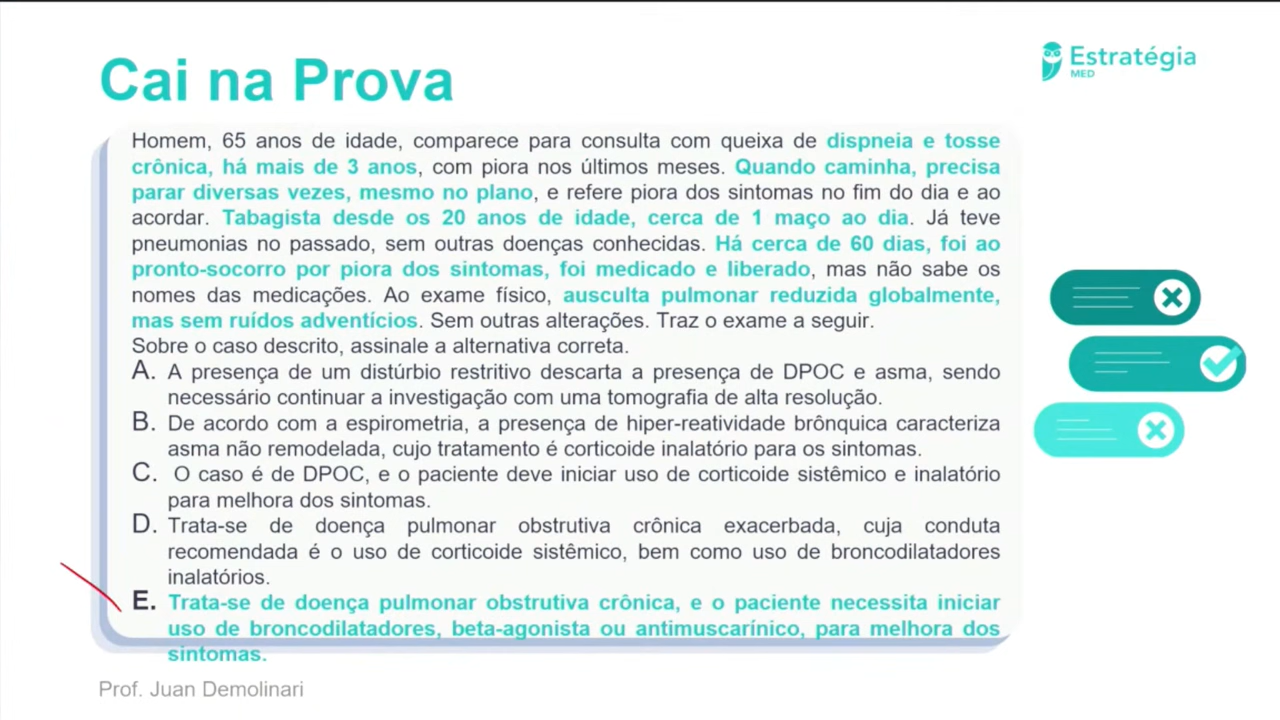 Cai na Prova
Estratégia
MED
Homem, 65 anos de idade, comparece para consulta com queixa de dispneia e tosse
crônica, há mais de 3 anos, com piora nos últimos meses. Quando caminha, precisa
parar diversas vezes, mesmo no plano, e refere piora dos sintomas no fim do dia e ao
acordar. Tabagista desde os 20 anos de idade, cerca de 1 maço ao dia. Já teve
pneumonias no passado, sem outras doenças conhecidas. Há cerca de 60 dias, foi ao
pronto-socorro por piora dos sintomas, foi medicado e liberado, mas não sabe os
nomes das medicações. Ao exame físico, ausculta pulmonar reduzida globalmente,
mas sem ruídos adventícios. Sem outras alterações. Traz o exame a seguir.
Sobre o caso descrito, assinale a alternativa correta.
A. A presença de um distúrbio restritivo descarta a presença de DPOC e asma, sendo
necessário continuar a investigação com uma tomografia de alta resolução.
B. De acordo com a espirometria, a presença de hiper-reatividade brônquica caracteriza
asma não remodelada, cujo tratamento é corticoide inalatório para os sintomas.
C. O caso é de DPOC, e o paciente deve iniciar uso de corticoide sistêmico e inalatório
para melhora dos sintomas.
D. Trata-se de doença pulmonar obstrutiva crônica exacerbada, cuja conduta
recomendada é o uso de corticoide sistêmico, bem como uso de broncodilatadores
inalatórios.
E. Trata-se de doença pulmonar obstrutiva crônica, e o paciente necessita iniciar
uso de broncodilatadores, beta-agonista ou antimuscarínico, para melhora dos
sintomas.
Prof. Juan Demolinari